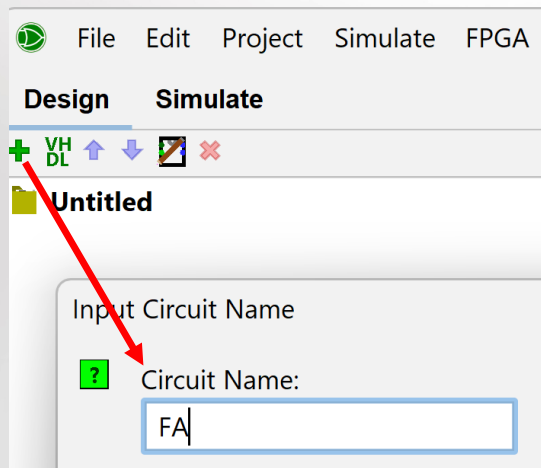 File Edit Project Simulate FPGA
Design Simulate
VH
DL
Untitled
Input Circuit Name
?
Circuit Name:
FA